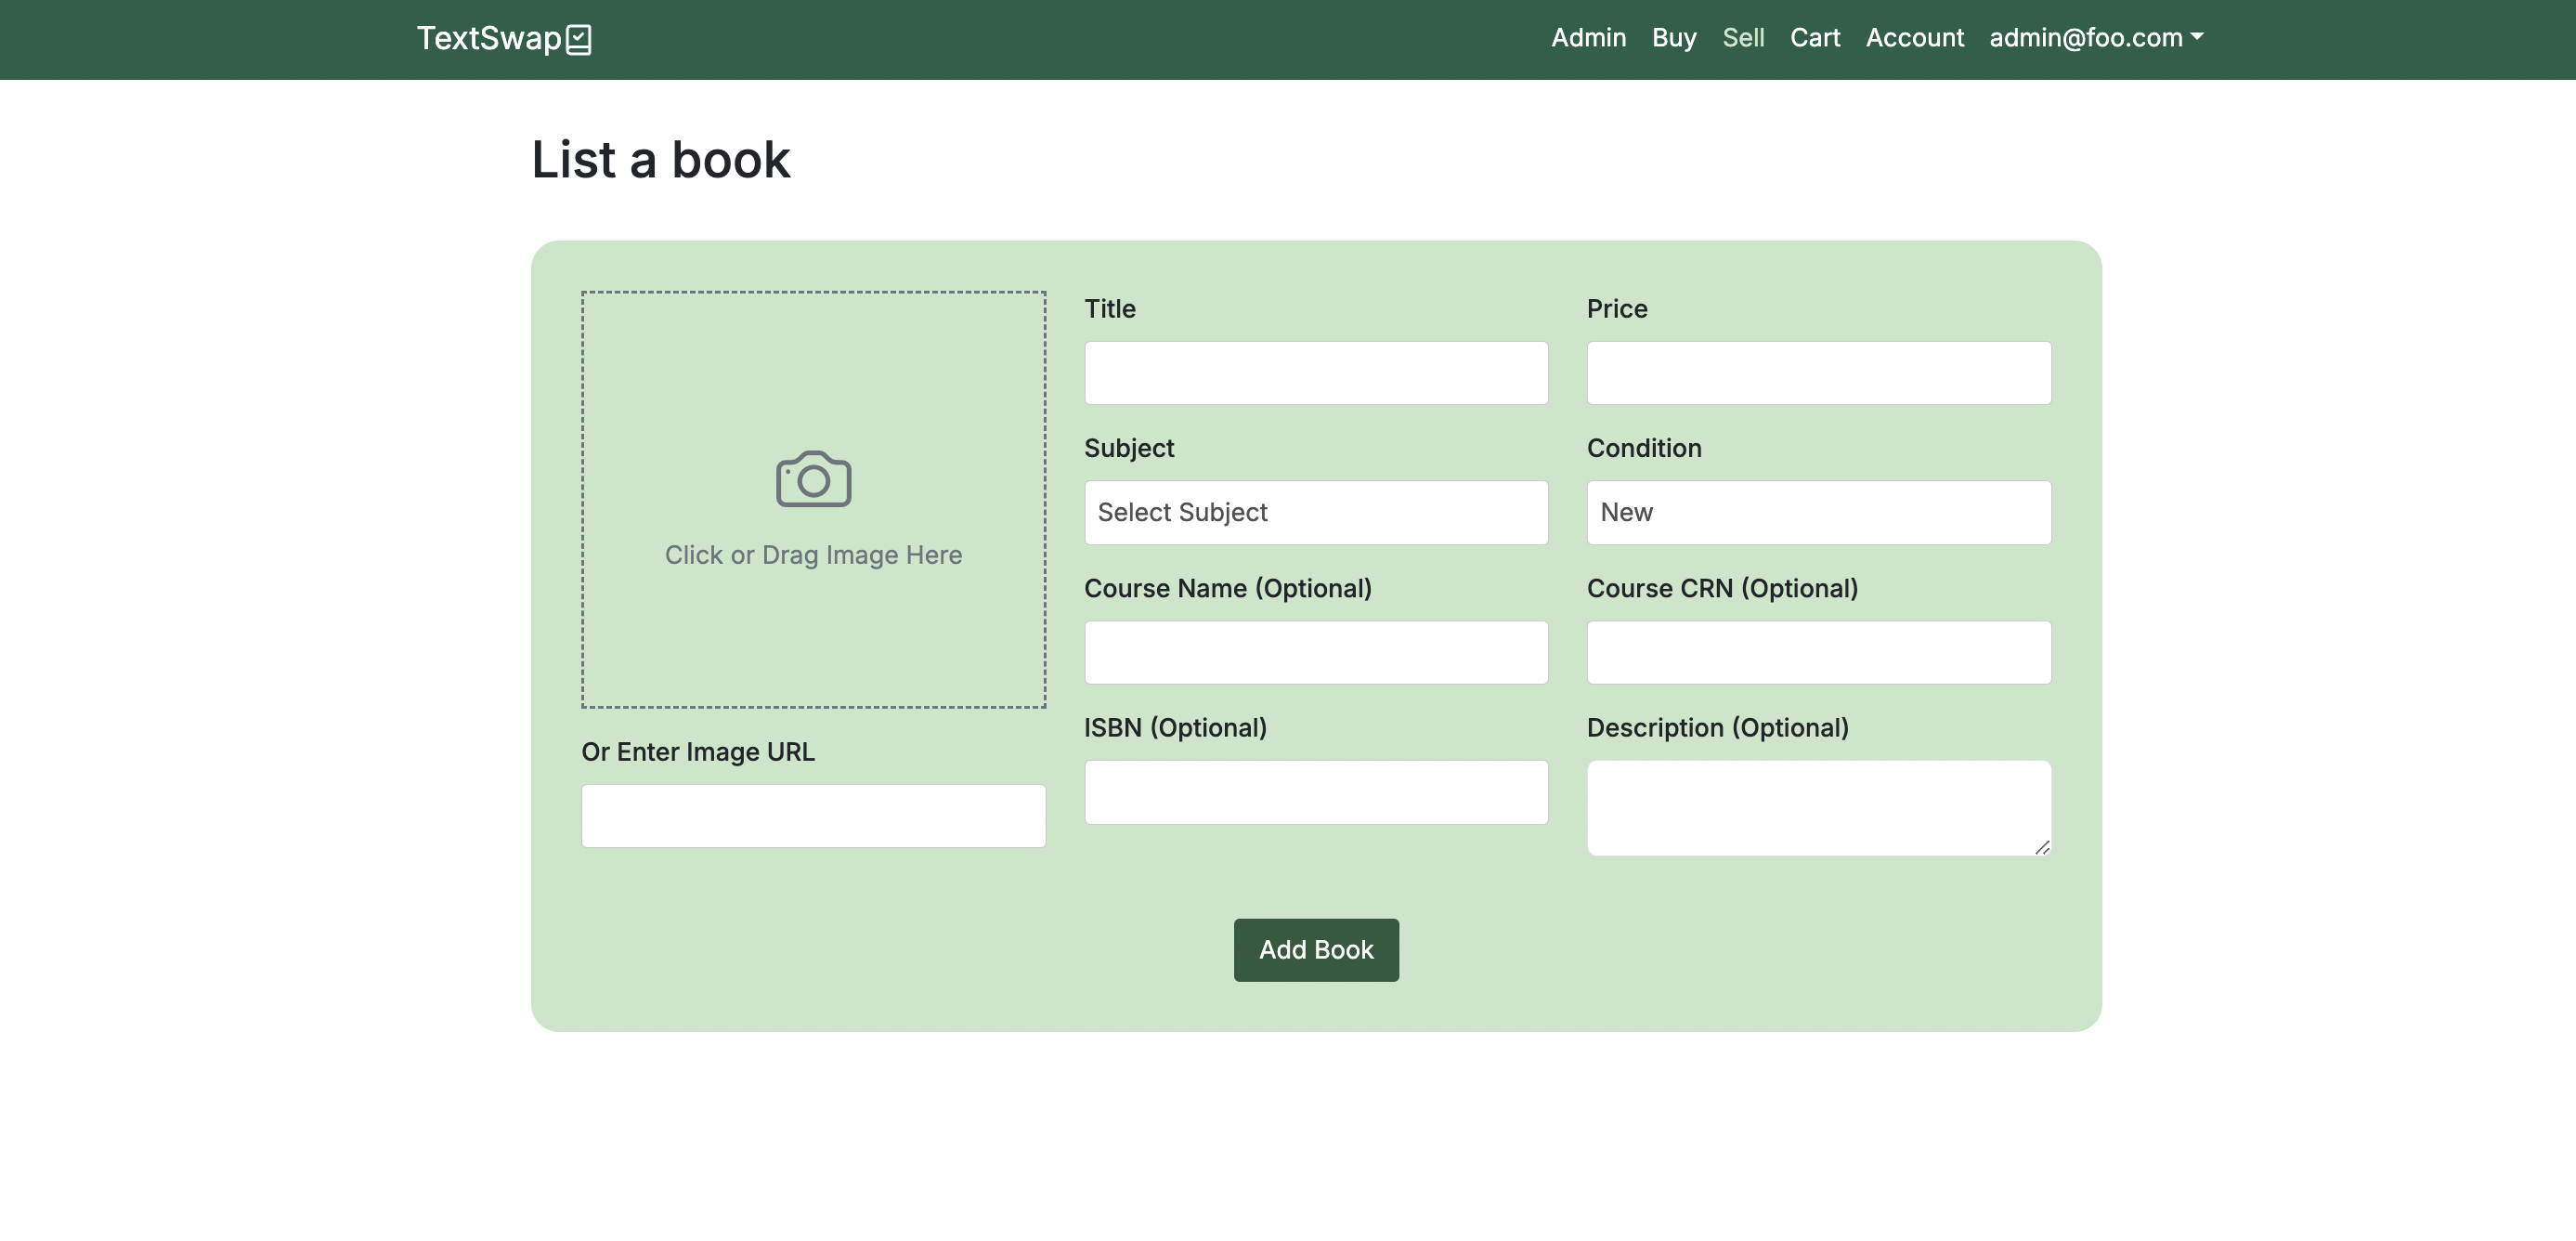 TextSwap
Admin Buy Sell Cart Account admin@foo.com
List a book
Click or Drag Image Here
Or Enter Image URL
Title
Price
Subject
Select Subject
Condition
New
Course Name (Optional)
Course CRN (Optional)
ISBN (Optional)
Description (Optional)
Add Book